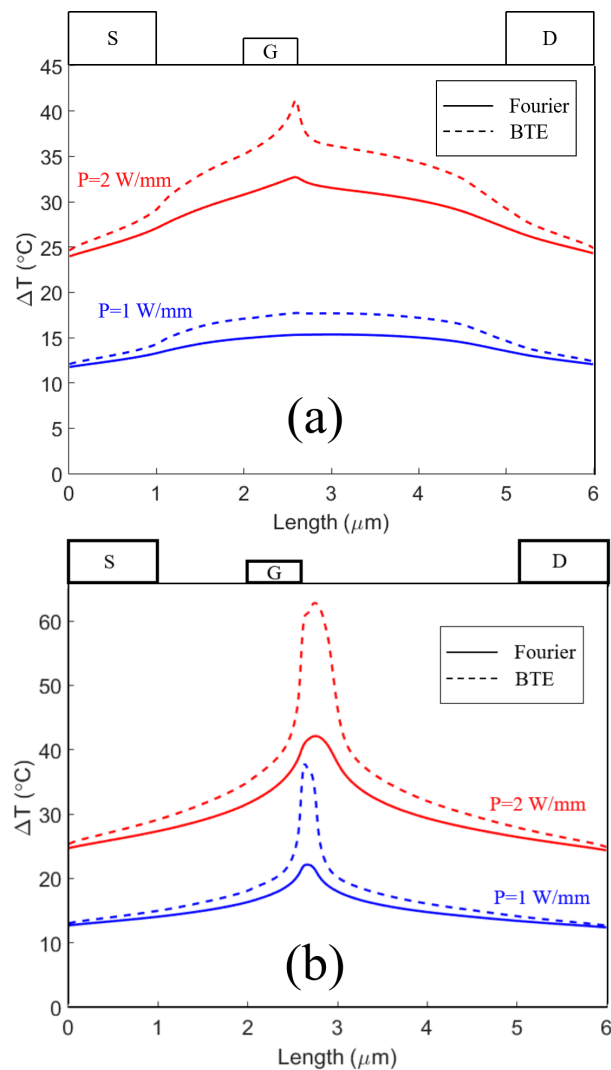 S
G
D
45
40
35
30
25
20
15
10
5
0
ΔT (°C)
Fourier
BTE
P=2 W/mm
P=1 W/mm
(a)
0 1 2 3 4 5 6
Length (μm)
S
G
D
60
50
40
30
20
10
0
ΔT (°C)
Fourier
BTE
P=2 W/mm
P=1 W/mm
(b)
0 1 2 3 4 5 6
Length (μm)